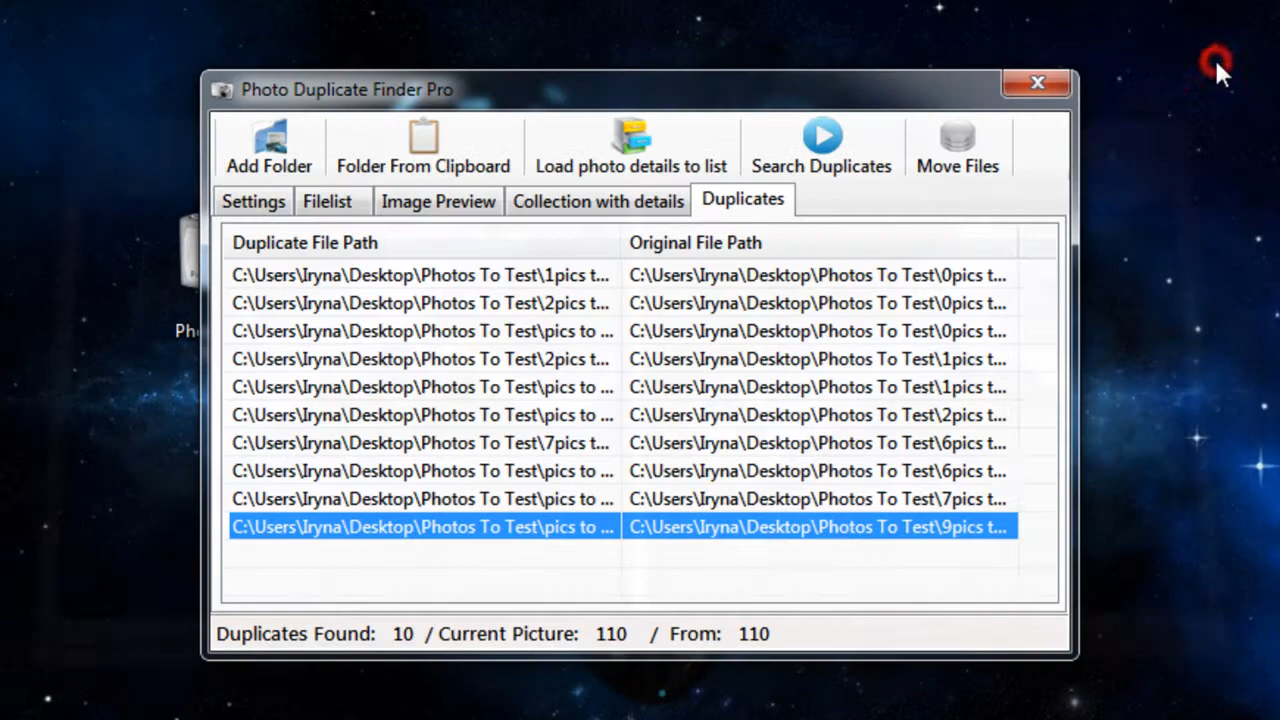 Photo Duplicate Finder Pro
Add Folder Folder From Clipboard Load photo details to list Search Duplicates Move Files
Settings Filelist Image Preview Collection with details Duplicates
Duplicate File Path Original File Path
C:\Users\Iryna\Desktop\Photos To Test\1pics t... C:\Users\Iryna\Desktop\Photos To Test\0pics t...
C:\Users\Iryna\Desktop\Photos To Test\2pics t... C:\Users\Iryna\Desktop\Photos To Test\0pics t...
C:\Users\Iryna\Desktop\Photos To Test\pics to ... C:\Users\Iryna\Desktop\Photos To Test\0pics t...
Pho
C:\Users\Iryna\Desktop\Photos To Test\2pics t... C:\Users\Iryna\Desktop\Photos To Test\1pics t...
C:\Users\Iryna\Desktop\Photos To Test\pics to ... C:\Users\Iryna\Desktop\Photos To Test\1pics t...
C:\Users\Iryna\Desktop\Photos To Test\pics to ... C:\Users\Iryna\Desktop\Photos To Test\2pics t...
C:\Users\Iryna\Desktop\Photos To Test\7pics t... C:\Users\Iryna\Desktop\Photos To Test\6pics t...
C:\Users\Iryna\Desktop\Photos To Test\pics to ... C:\Users\Iryna\Desktop\Photos To Test\6pics t...
C:\Users\Iryna\Desktop\Photos To Test\pics to ... C:\Users\Iryna\Desktop\Photos To Test\7pics t...
C:\Users\Iryna\Desktop\Photos To Test\pics to ... C:\Users\Iryna\Desktop\Photos To Test\9pics t...
Duplicates Found: 10 / Current Picture: 110 / From: 110